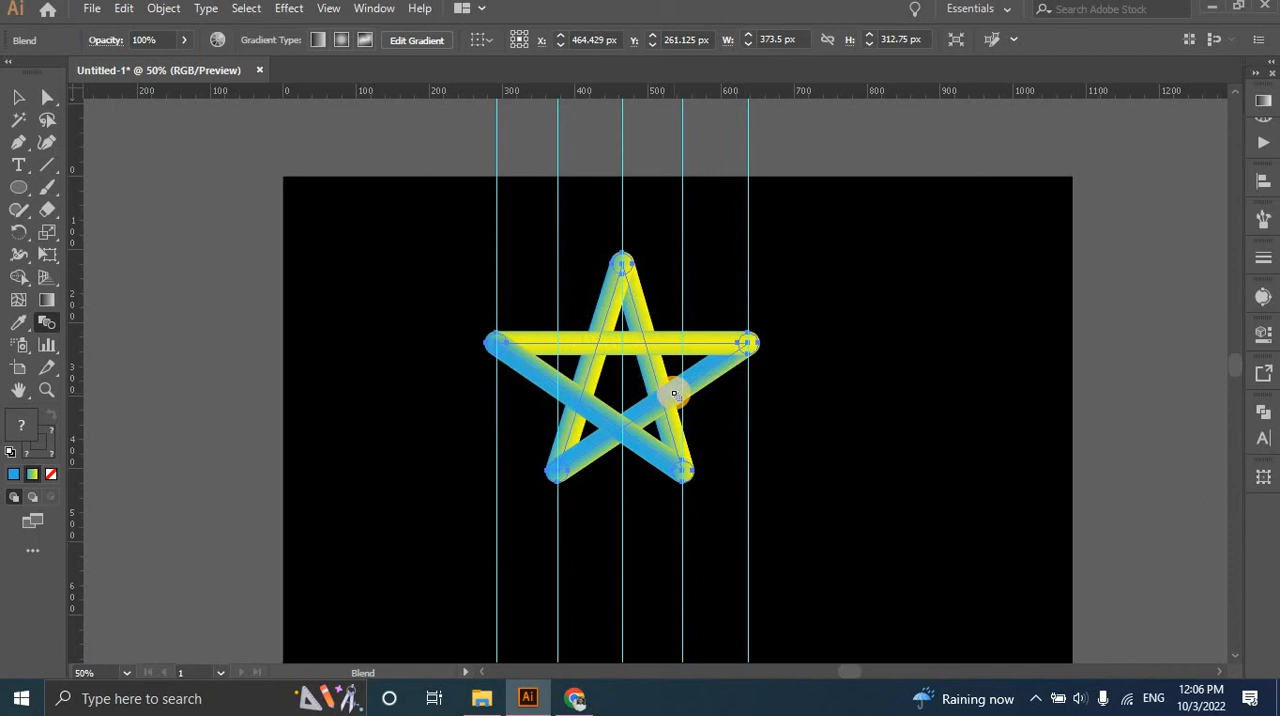 Ai File Edit Object Type Select Effect View Window Help Essentials Search Adobe Stock
Blend Opacity: 100% Gradient Type: Edit Gradient X: 464.429 px Y: 261.125 px W: 373.5 px H: 312.75 px
Untitled-1* @ 50% (RGB/Preview) ×
200 100 0 100 200 300 400 500 600 700 800 900 1000 1100 1200
0
100
200
300
400
500
600
?
?
?
50% 1 Blend
Type here to search Ai Raining now ENG 12:06 PM
10/3/2022